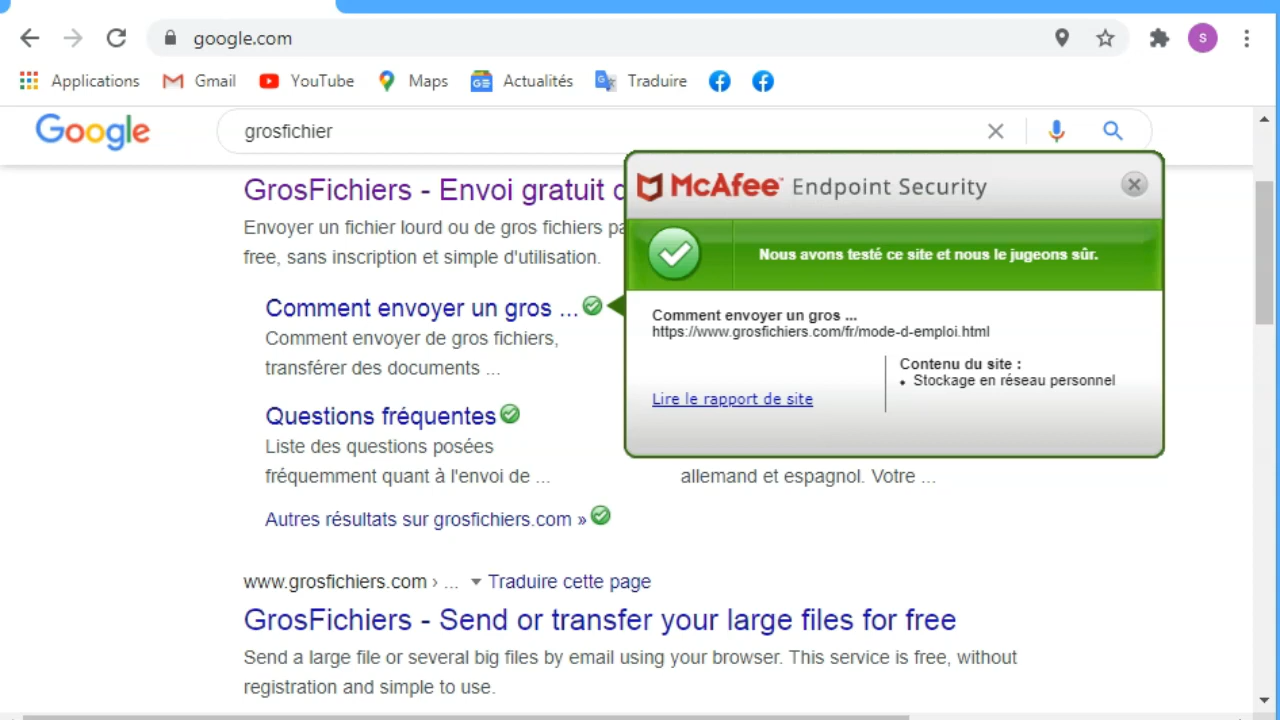 google.com
Applications Gmail YouTube Maps Actualités Traduire
Google grosfichier
GrosFichiers - Envoi gratuit d
Envoyer un fichier lourd ou de gros fichiers pa
free, sans inscription et simple d'utilisation.
Comment envoyer un gros ...
Comment envoyer de gros fichiers,
transférer des documents ...
Questions fréquentes
Liste des questions posées
fréquemment quant à l'envoi de ...
allemand et espagnol. Votre ...
Autres résultats sur grosfichiers.com »
McAfee™ Endpoint Security
Nous avons testé ce site et nous le jugeons sûr.
Comment envoyer un gros ...
https://www.grosfichiers.com/fr/mode-d-emploi.html
Contenu du site :
• Stockage en réseau personnel
Lire le rapport de site
www.grosfichiers.com › ... Traduire cette page
GrosFichiers - Send or transfer your large files for free
Send a large file or several big files by email using your browser. This service is free, without
registration and simple to use.
S